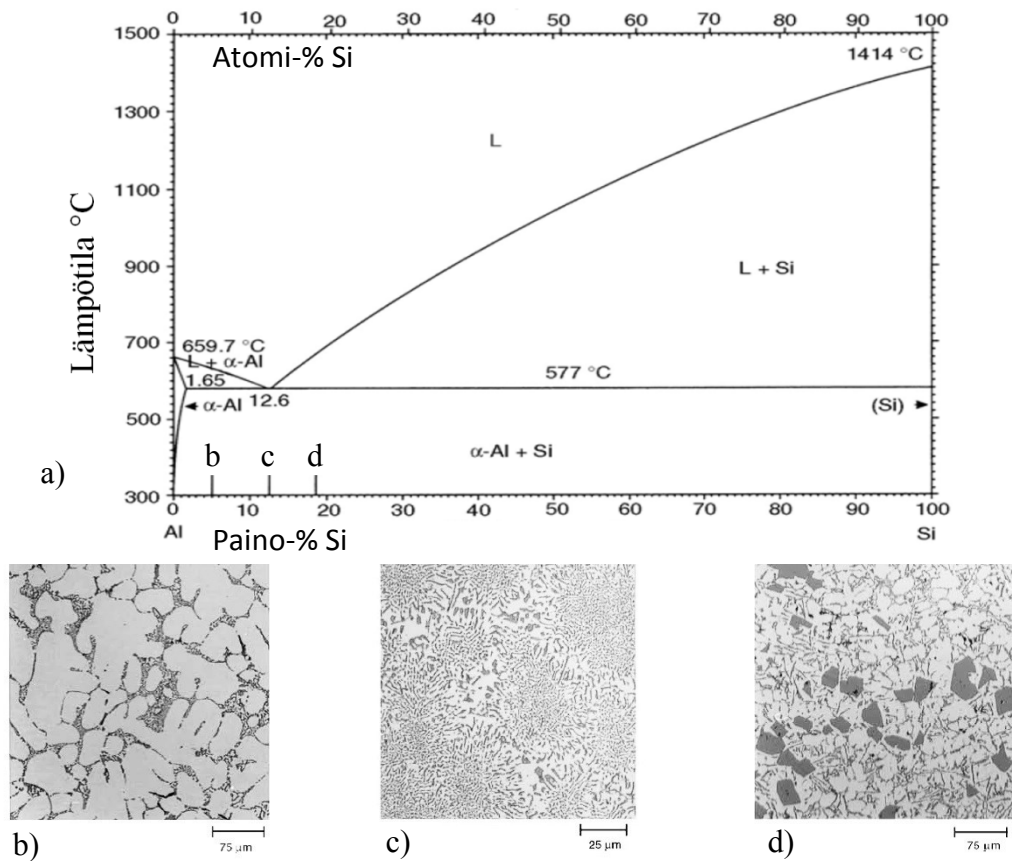 0 10 20 30 40 50 60 70 80 90 100
1500
Atomi-% Si
1414 °C
1300
L
1100
Lämpötila °C
900
L + Si
700
659.7 °C
L + α-Al
1.65
577 °C
α-Al
12.6
(Si)
500
α-Al + Si
b c d
a)
300
0 10 20 30 40 50 60 70 80 90 100
Al
Paino-% Si
Si
b)
75 µm
c)
25 µm
d)
75 µm